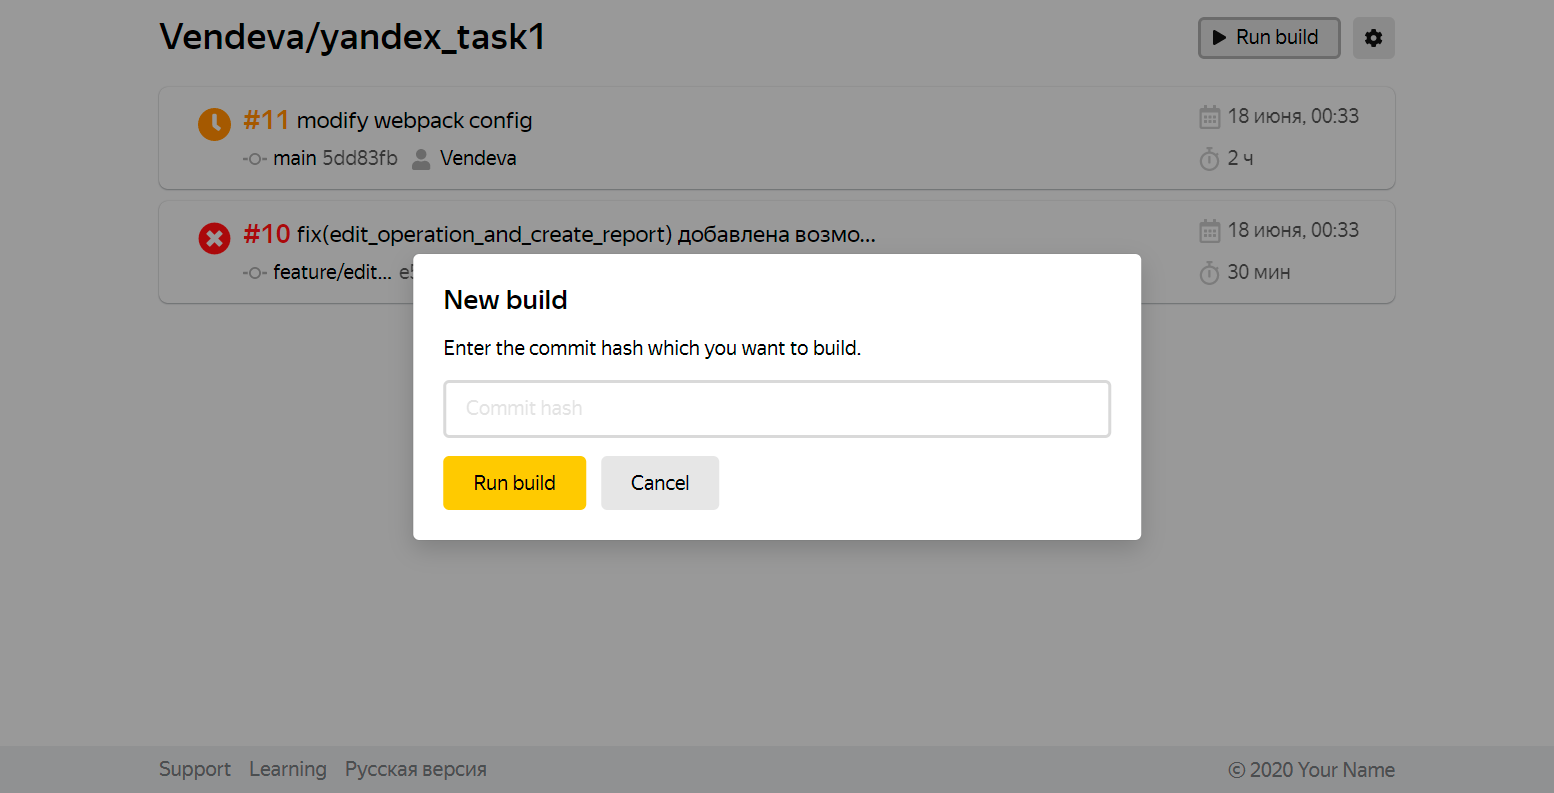 Vendeva/yandex_task1
Run build
#11 modify webpack config
18 июня, 00:33
main 5dd83fb Vendeva
2 ч
#10 fix(edit_operation_and_create_report) добавлена возмо...
18 июня, 00:33
feature/edit...
30 мин
New build
Enter the commit hash which you want to build.
Commit hash
Run build Cancel
Support Learning Русская версия
© 2020 Your Name